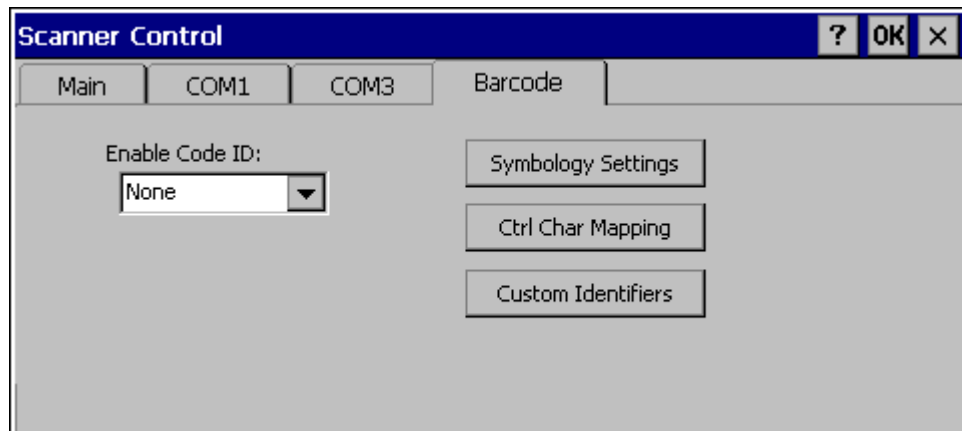 Scanner Control ? OK ×
Main COM1 COM3 Barcode
Enable Code ID:
None
Symbology Settings
Ctrl Char Mapping
Custom Identifiers